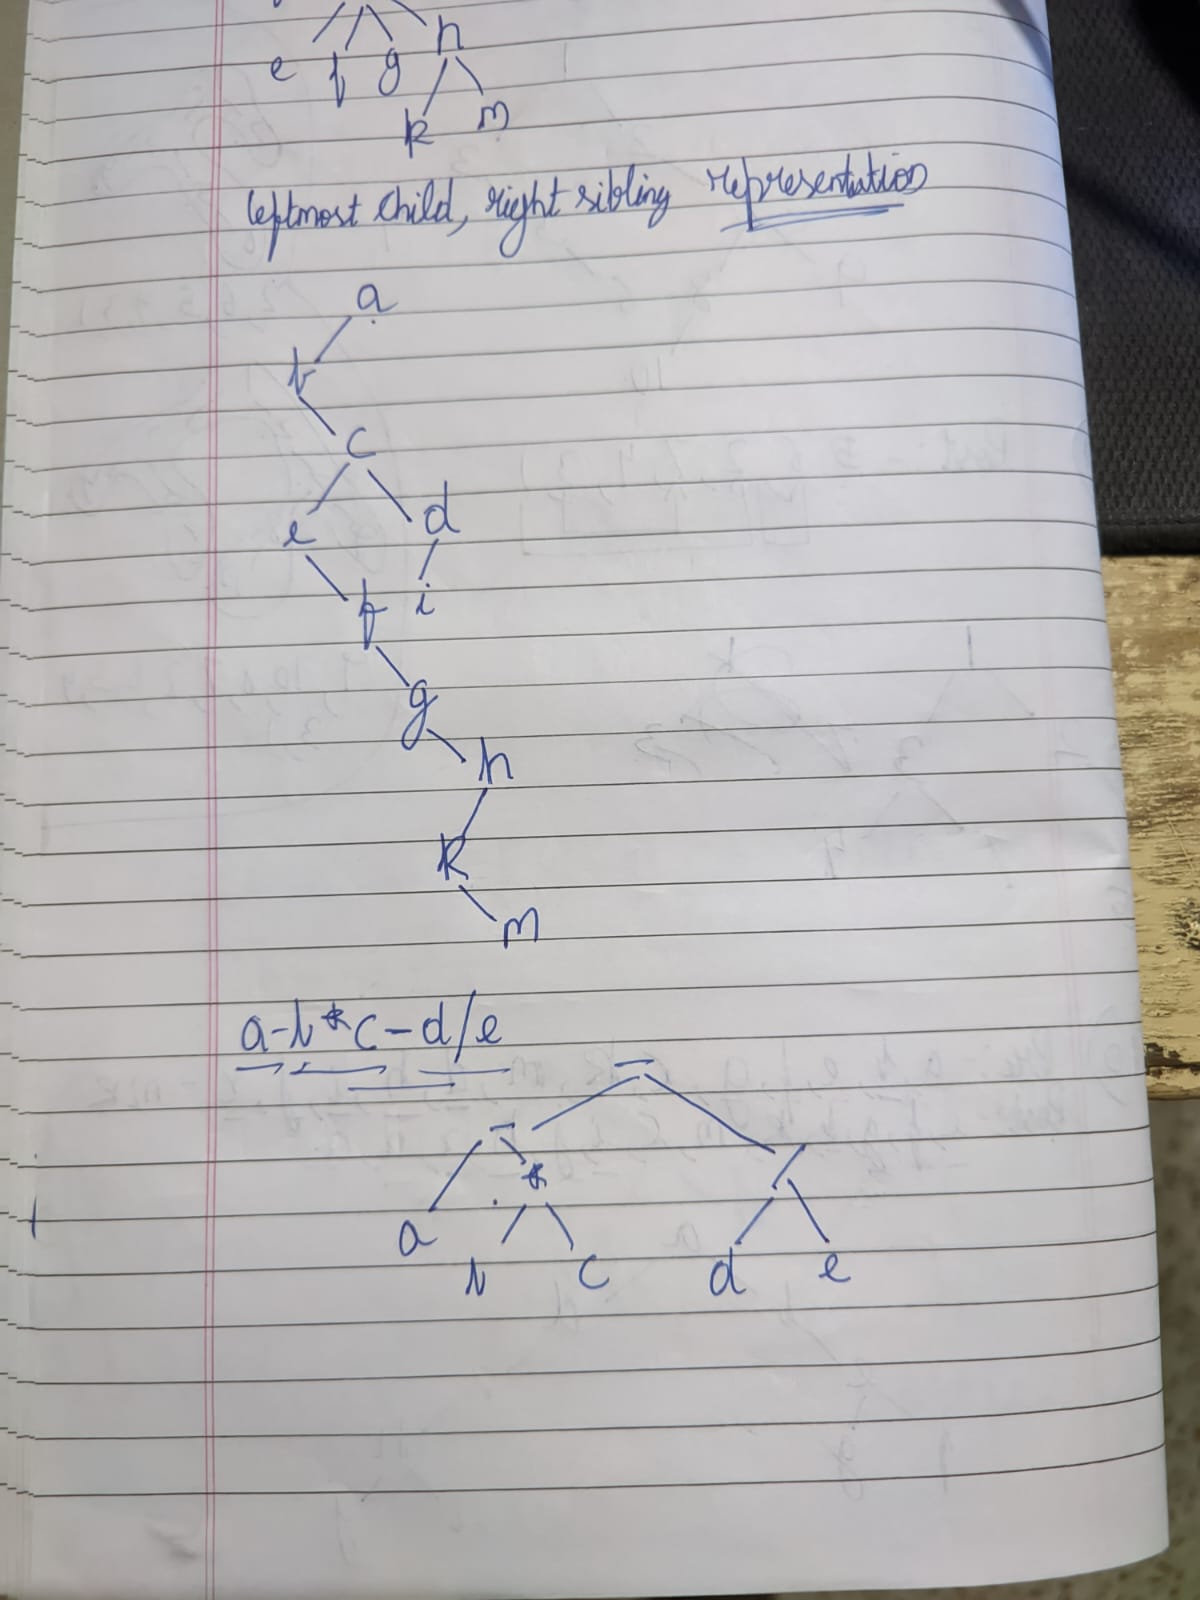 h
e f g
k m
leftmost child, right sibling representation
a
b
c
e d
f i
g
h
k
m
a-b*c-d/e
-
- /
*
a
b c d e